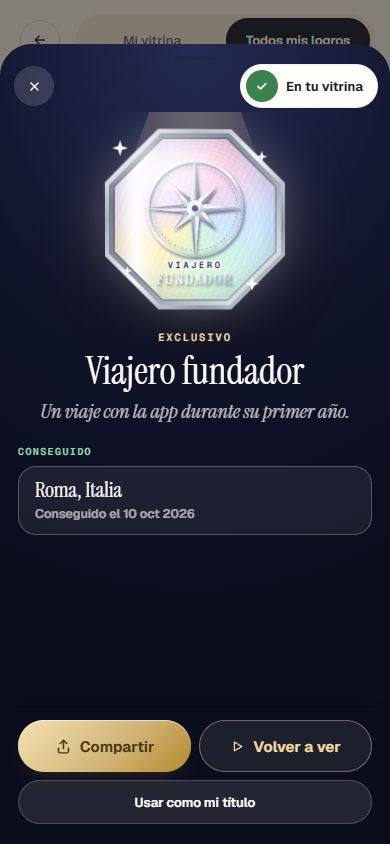 Mi vitrina
Todos mis logros
En tu vitrina
VIAJERO
FUNDADOR
EXCLUSIVO
Viajero fundador
Un viaje con la app durante su primer año.
CONSEGUIDO
Roma, Italia
Conseguido el 10 oct 2026
Compartir
Volver a ver
Usar como mi título